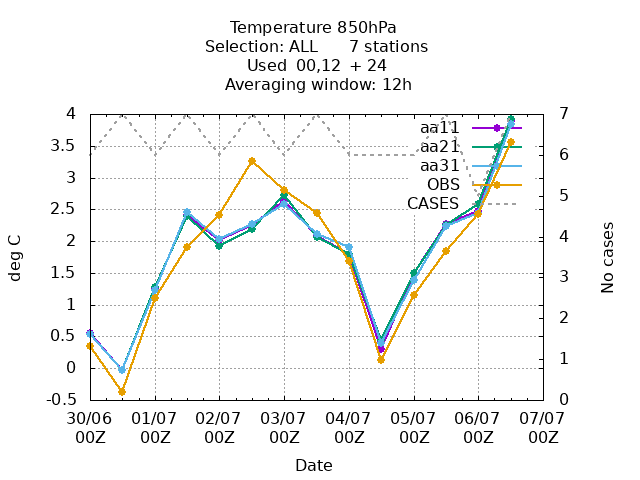 Temperature 850hPa
Selection: ALL 7 stations
Used 00,12 + 24
Averaging window: 12h
4
3.5
3
2.5
2
1.5
1
0.5
0
-0.5
deg C
7
6
5
4
3
2
1
0
No cases
aa11
aa21
aa31
OBS
CASES
30/06 01/07 02/07 03/07 04/07 05/07 06/07 07/07
00Z 00Z 00Z 00Z 00Z 00Z 00Z 00Z
Date